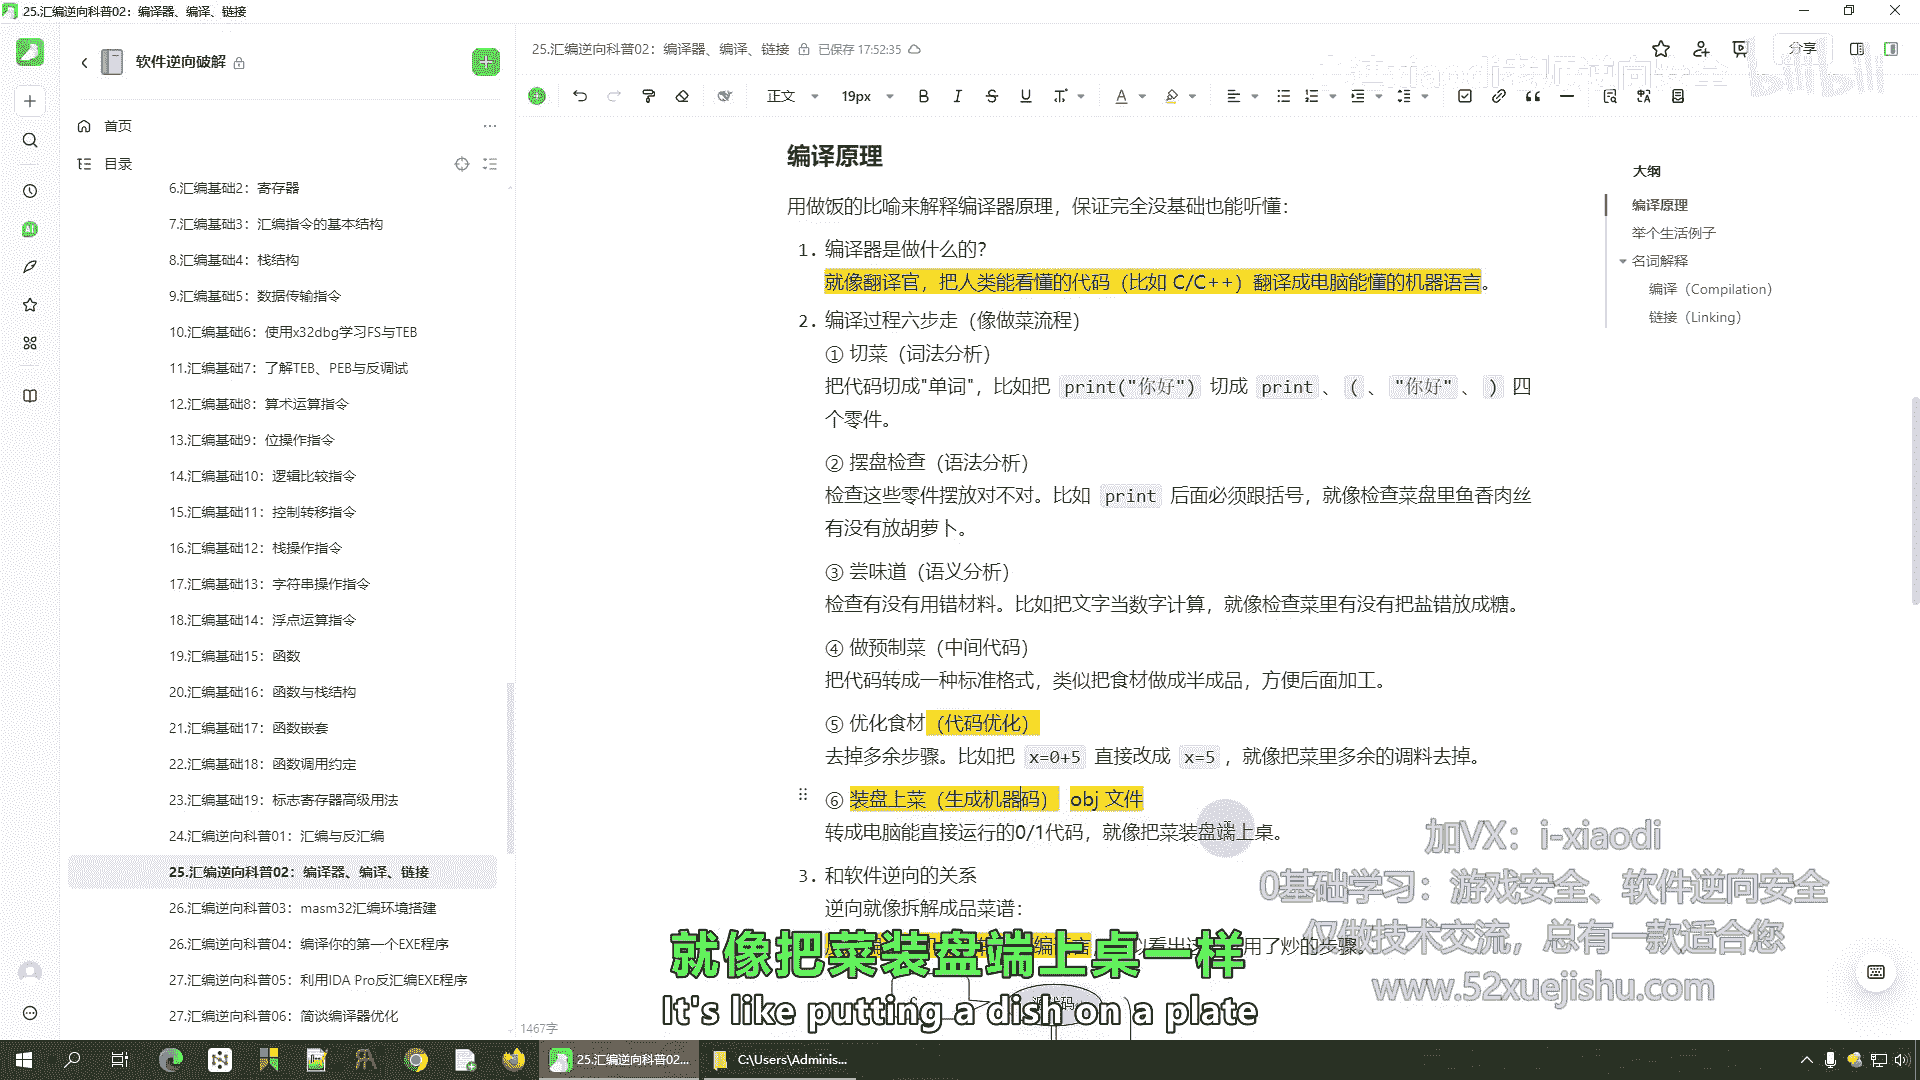 25.汇编逆向科普02：编译器、编译、链接
软件逆向破解
首页
目录
6.汇编基础2：寄存器
7.汇编基础3：汇编指令的基本结构
8.汇编基础4：栈结构
9.汇编基础5：数据传输指令
10.汇编基础6：使用x32dbg学习FS与TEB
11.汇编基础7：了解TEB、PEB与反调试
12.汇编基础8：算术运算指令
13.汇编基础9：位操作指令
14.汇编基础10：逻辑比较指令
15.汇编基础11：控制转移指令
16.汇编基础12：栈操作指令
17.汇编基础13：字符串操作指令
18.汇编基础14：浮点运算指令
19.汇编基础15：函数
20.汇编基础16：函数与栈结构
21.汇编基础17：函数嵌套
22.汇编基础18：函数调用约定
23.汇编基础19：标志寄存器高级用法
24.汇编逆向科普01：汇编与反汇编
25.汇编逆向科普02：编译器、编译、链接
26.汇编逆向科普03：masm32汇编环境搭建
26.汇编逆向科普04：编译你的第一个EXE程序
27.汇编逆向科普05：利用IDA Pro反汇编EXE程序
27.汇编逆向科普06：简谈编译器优化
25.汇编逆向科普02：编译器、编译、链接 已保存 17:52:35
分享
正文 19px
bilibili
编译原理
用做饭的比喻来解释编译器原理，保证完全没基础也能听懂：
1. 编译器是做什么的？
就像翻译官，把人类能看懂的代码（比如 C/C++）翻译成电脑能懂的机器语言。
2. 编译过程六步走（像做菜流程）
① 切菜（词法分析）
把代码切成"单词"，比如把 print("你好") 切成 print 、 ( 、 "你好" 、 ) 四
个零件。
② 摆盘检查（语法分析）
检查这些零件摆放对不对。比如 print 后面必须跟括号，就像检查菜盘里鱼香肉丝
有没有放胡萝卜。
③ 尝味道（语义分析）
检查有没有用错材料。比如把文字当数字计算，就像检查菜里有没有把盐错放成糖。
④ 做预制菜（中间代码）
把代码转成一种标准格式，类似把食材做成半成品，方便后面加工。
⑤ 优化食材（代码优化）
去掉多余步骤。比如把 x=0+5 直接改成 x=5 ，就像把菜里多余的调料去掉。
⑥ 装盘上菜（生成机器码） obj 文件
转成电脑能直接运行的0/1代码，就像把菜装盘端上桌。
3. 和软件逆向的关系
逆向就像拆解成品菜谱：
用了炒的步骤。
大纲
编译原理
举个生活例子
名词解释
编译（Compilation）
链接（Linking）
加VX：i-xiaodi
0基础学习：游戏安全、软件逆向安全
仅做技术交流，总有一款适合您
www.52xuejishu.com
就像把菜装盘端上桌一样
It's like putting a dish on a plate
1467字
25.汇编逆向科普02...
C:\Users\Adminis...